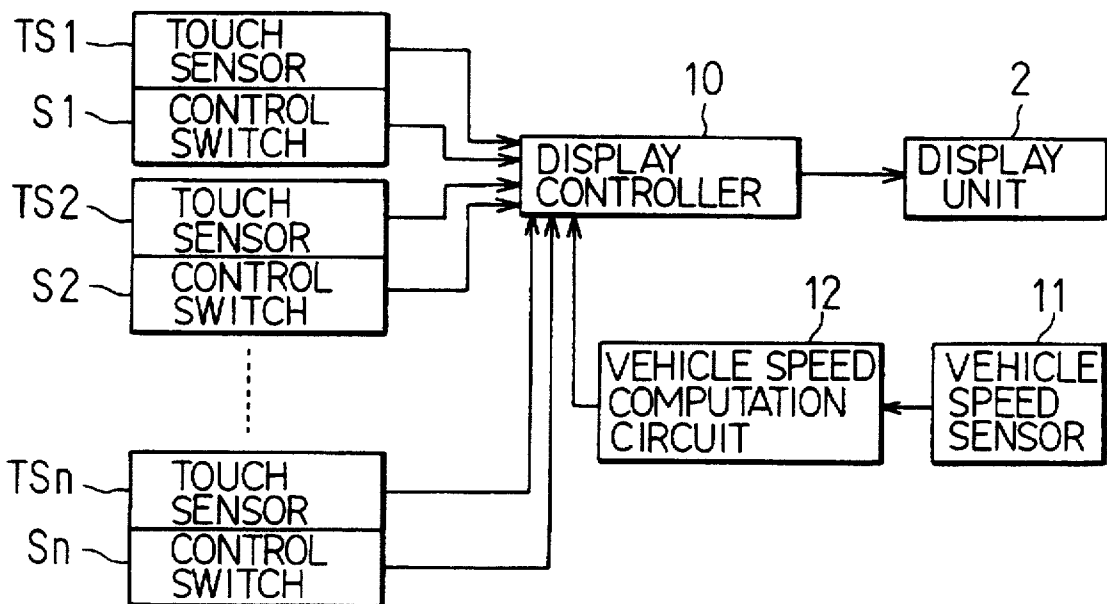 TS1
TOUCH
SENSOR
S1
CONTROL
SWITCH
TS2
TOUCH
SENSOR
S2
CONTROL
SWITCH
TSn
TOUCH
SENSOR
Sn
CONTROL
SWITCH
10
DISPLAY
CONTROLLER
2
DISPLAY
UNIT
12
VEHICLE SPEED
COMPUTATION
CIRCUIT
11
VEHICLE
SPEED
SENSOR